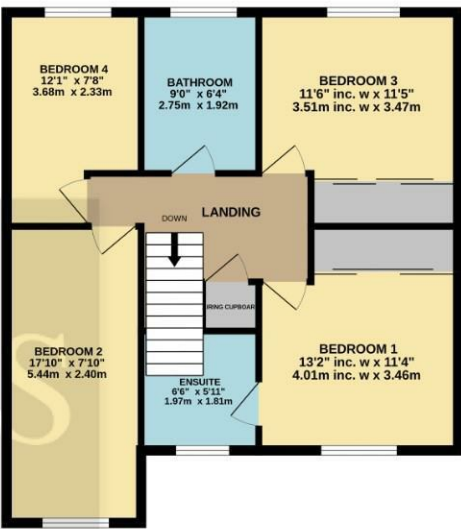 BEDROOM 4
12'1" x 7'8"
3.68m x 2.33m
BATHROOM
9'0" x 6'4"
2.75m x 1.92m
BEDROOM 3
11'6" inc. w x 11'5"
3.51m inc. w x 3.47m
DOWN
LANDING
IRING CUPBOAR
BEDROOM 2
17'10" x 7'10"
5.44m x 2.40m
ENSUITE
6'6" x 5'11"
1.97m x 1.81m
BEDROOM 1
13'2" inc. w x 11'4"
4.01m inc. w x 3.46m
S